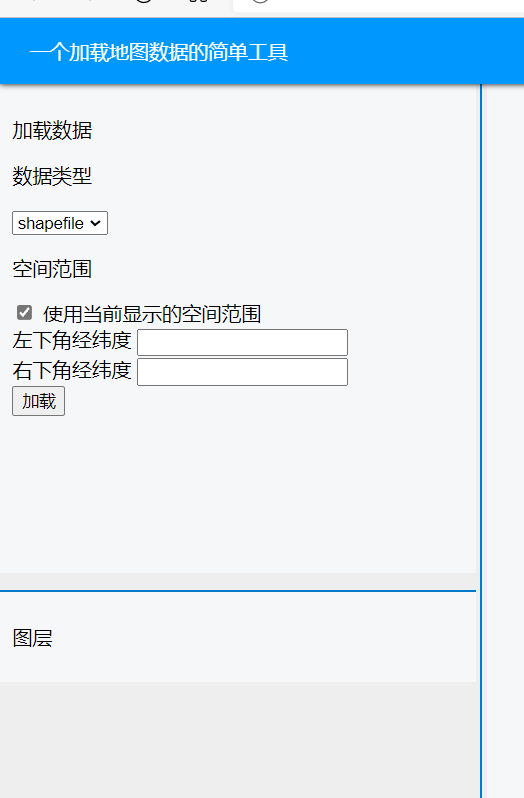 一个加载地图数据的简单工具
加载数据
数据类型
shapefile
空间范围
使用当前显示的空间范围
左下角经纬度
右下角经纬度
加载
图层